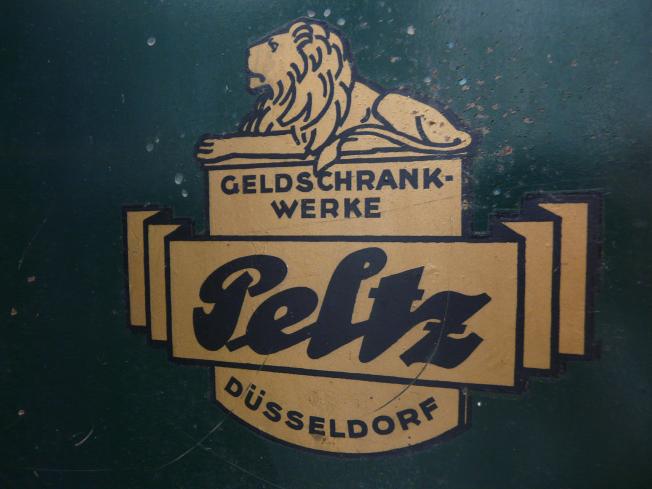 GELDSCHRANK-
WERKE
Peltz
DÜSSELDORF